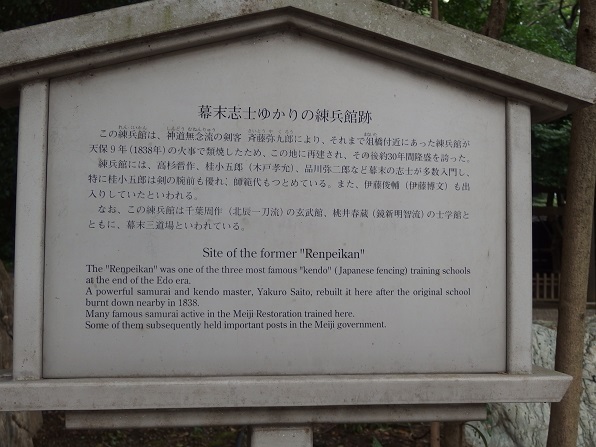 幕末志士ゆかりの練兵館跡
この練兵館は、神道無念流の剣客 斉藤弥九郎により、それまで俎橋付近にあった練兵館が
天保９年(1838年)の火事で類焼したため、この地に再建され、その後約30年間隆盛を誇った。
練兵館には、高杉晋作、桂小五郎（木戸孝允）、品川弥二郎など幕末の志士が多数入門し、
特に桂小五郎は剣の腕前も優れ、師範代もつとめている。また、伊藤俊輔（伊藤博文）も出
入りしていたといわれる。
なお、この練兵館は千葉周作（北辰一刀流）の玄武館、桃井春蔵（鏡新明智流）の士学館と
ともに、幕末三道場といわれている。
Site of the former "Renpeikan"
The "Renpeikan" was one of the three most famous "kendo" ( Japanese fencing) training schools
at the end of the Edo era.
A powerful samurai and kendo master, Yakuro Saito, rebuilt it here after the original school
burnt down nearby in 1838.
Many famous samurai active in the Meiji Restoration trained here.
Some of them subsequently held important posts in the Meiji government.